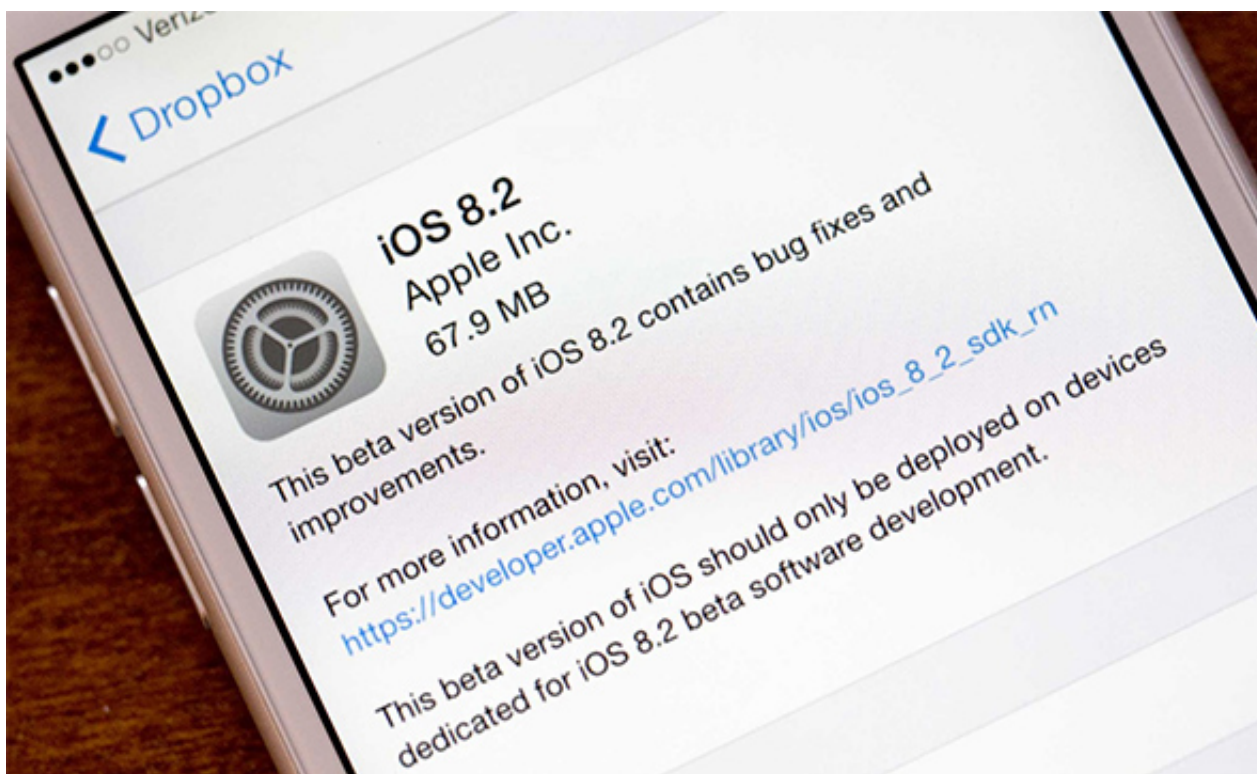 Dropbox
iOS 8.2
Apple Inc.
67.9 MB
This beta version of iOS 8.2 contains bug fixes and
improvements.
For more information, visit:
https://developer.apple.com/library/ios/ios_8_2_sdk_rn
This beta version of iOS should only be deployed on devices
dedicated for iOS 8.2 beta software development.